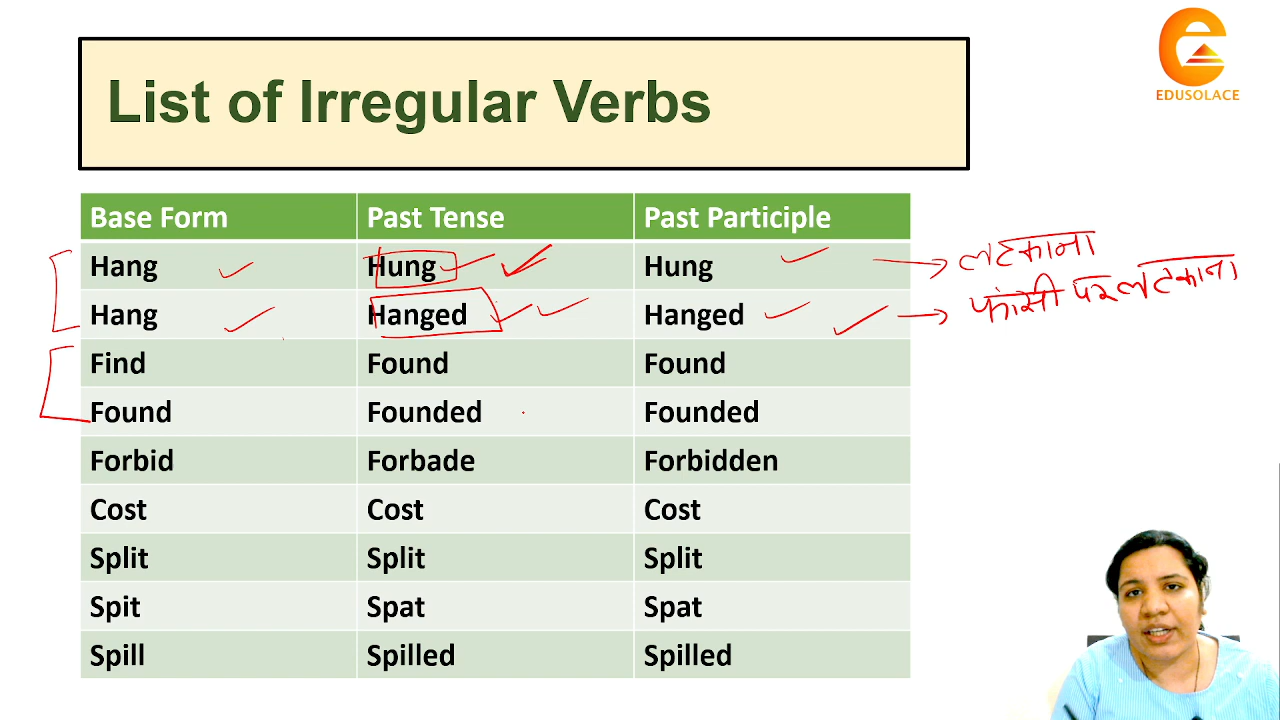 EDUSOLACE
List of Irregular Verbs
Base Form Past Tense Past Participle
Hang Hung Hung लटकाना
Hang Hanged Hanged फांसी पर लटकाना
Find Found Found
Found Founded Founded
Forbid Forbade Forbidden
Cost Cost Cost
Split Split Split
Spit Spat Spat
Spill Spilled Spilled